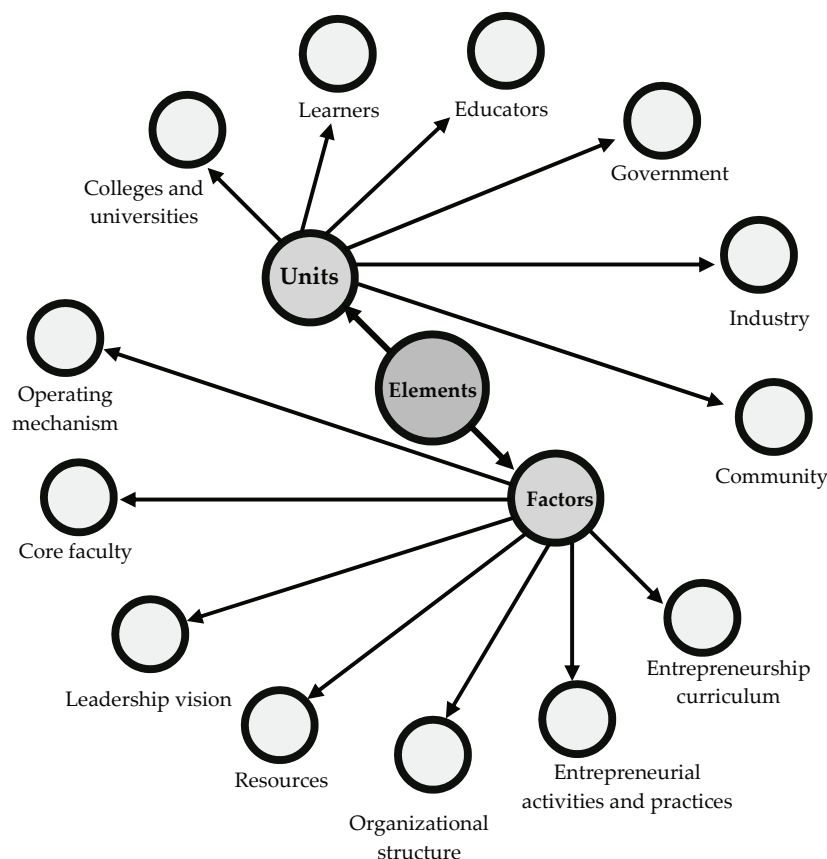 Learners
Educators
Colleges and
universities
Government
Units
Industry
Operating
mechanism
Elements
Community
Factors
Core faculty
Leadership vision
Entrepreneurship
curriculum
Resources
Entrepreneurial
activities and practices
Organizational
structure